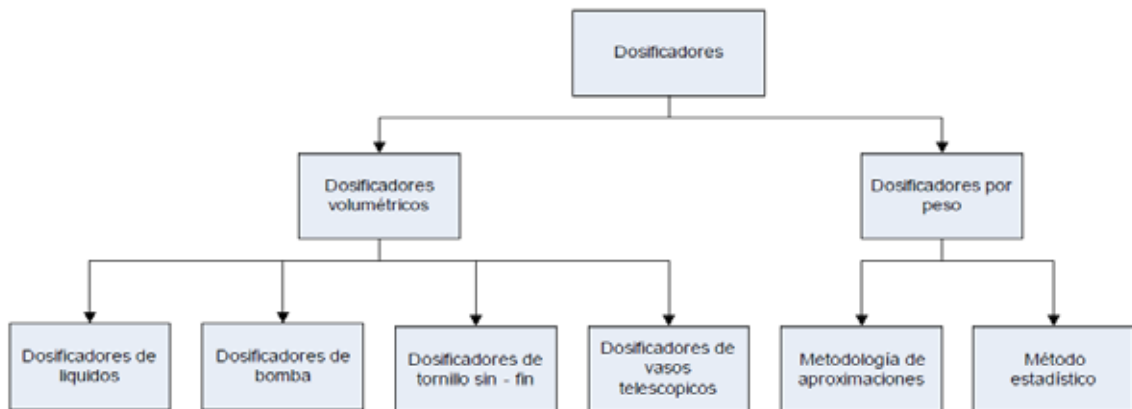 Dosificadores
Dosificadores
volumétricos
Dosificadores por
peso
Dosificadores de
liquidos
Dosificadores de
bomba
Dosificadores de
tornillo sin - fin
Dosificadores de
vasos
telescopicos
Metodología de
aproximaciones
Método
estadístico